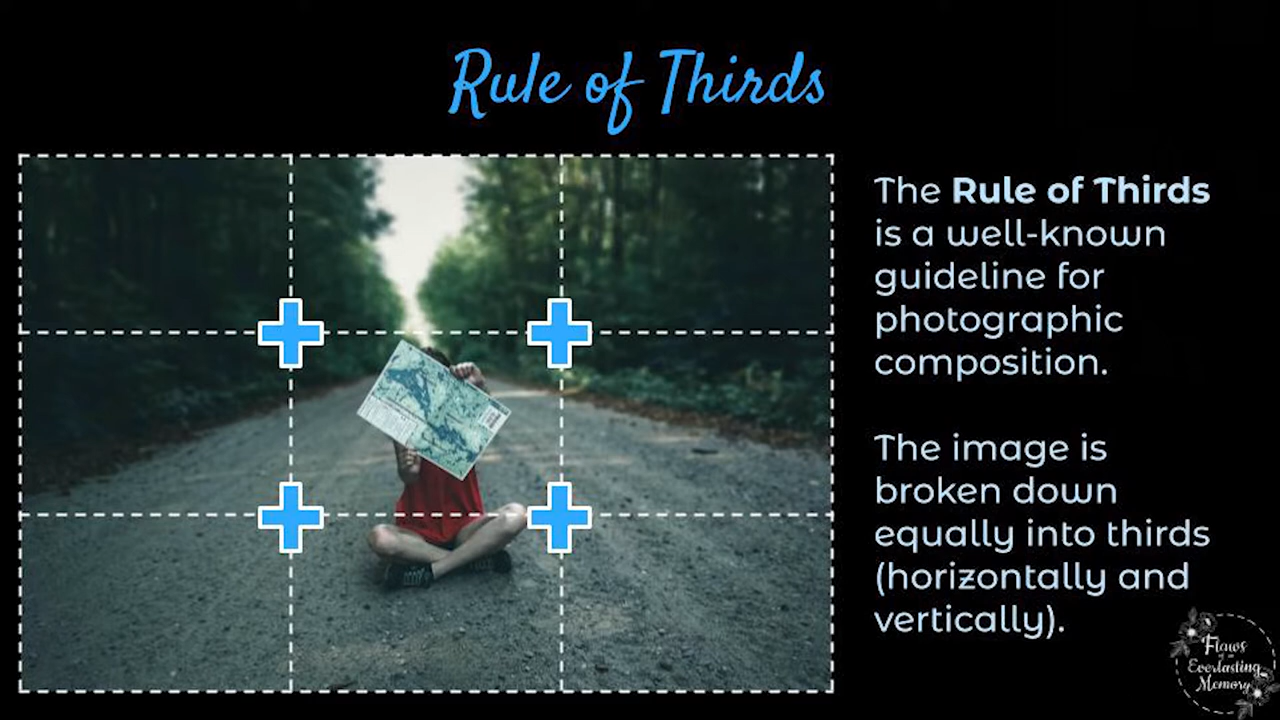 Rule of Thirds
The Rule of Thirds
is a well-known
guideline for
photographic
composition.
The image is
broken down
equally into thirds
(horizontally and
vertically).
Flaws
Everlasting
Memory